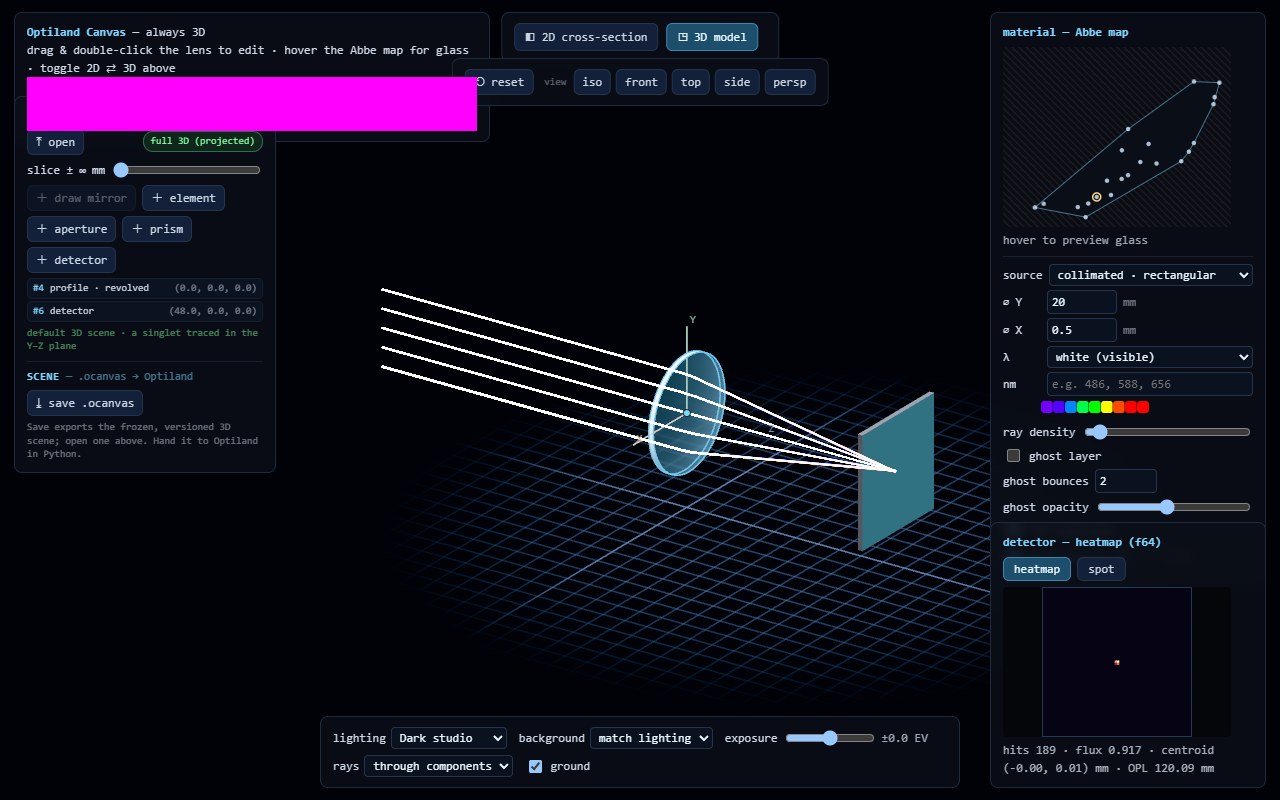 Optiland Canvas — always 3D
drag & double-click the lens to edit · hover the Abbe map for glass
· toggle 2D ⇄ 3D above
open
full 3D (projected)
slice ± ∞ mm
+ draw mirror
+ element
+ aperture
+ prism
+ detector
#4 profile · revolved (0.0, 0.0, 0.0)
#6 detector (48.0, 0.0, 0.0)
default 3D scene · a singlet traced in the
Y–Z plane
SCENE — .ocanvas → Optiland
save .ocanvas
Save exports the frozen, versioned 3D
scene; open one above. Hand it to Optiland
in Python.
2D cross-section
3D model
reset
view
iso
front
top
side
persp
Y
lighting Dark studio
background match lighting
exposure ±0.0 EV
rays through components
ground
material — Abbe map
hover to preview glass
source collimated · rectangular
⌀ Y 20 mm
⌀ X 0.5 mm
λ white (visible)
nm e.g. 486, 588, 656
ray density
ghost layer
ghost bounces 2
ghost opacity
detector — heatmap (f64)
heatmap
spot
hits 189 · flux 0.917 · centroid
(-0.00, 0.01) mm · OPL 120.09 mm